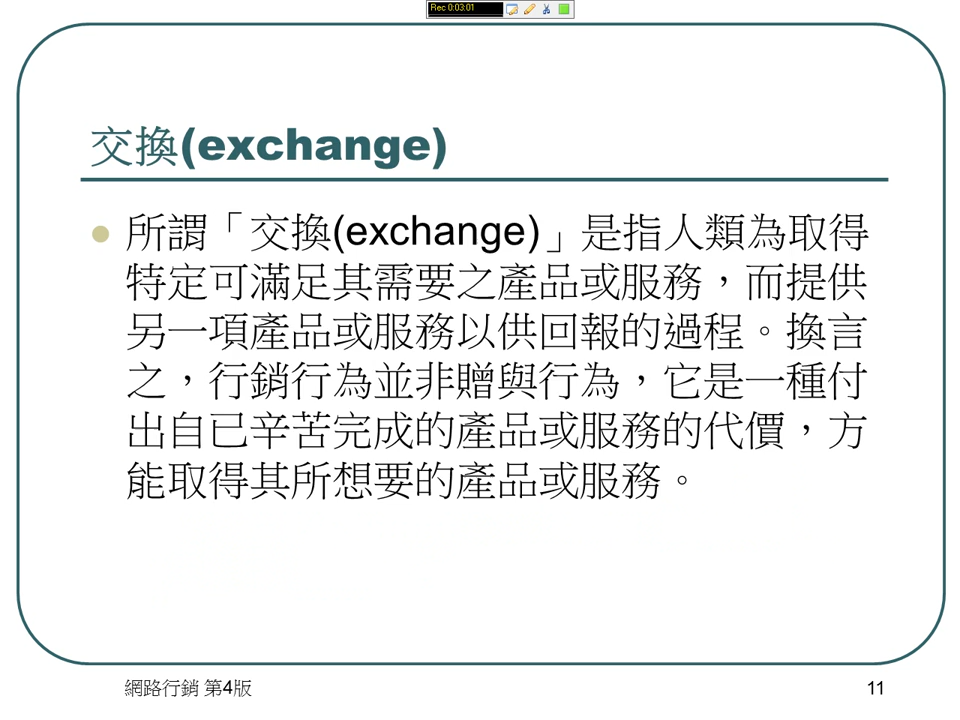 Rec 0:03:01
交換(exchange)
所謂「交換(exchange)」是指人類為取得
特定可滿足其需要之產品或服務，而提供
另一項產品或服務以供回報的過程。換言
之，行銷行為並非贈與行為，它是一種付
出自已辛苦完成的產品或服務的代價，方
能取得其所想要的產品或服務。
網路行銷 第4版
11